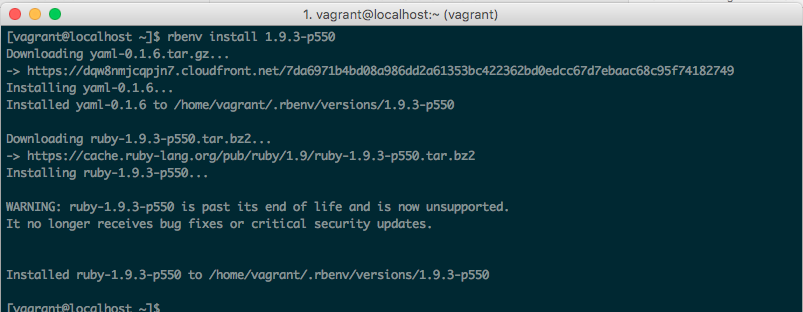 1. vagrant@localhost:~ (vagrant)
[vagrant@localhost ~]$ rbenv install 1.9.3-p550
Downloading yaml-0.1.6.tar.gz...
-> https://dqw8nmjcqpjn7.cloudfront.net/7da6971b4bd08a986dd2a61353bc422362bd0edcc67d7ebaac68c95f74182749
Installing yaml-0.1.6...
Installed yaml-0.1.6 to /home/vagrant/.rbenv/versions/1.9.3-p550
Downloading ruby-1.9.3-p550.tar.bz2...
-> https://cache.ruby-lang.org/pub/ruby/1.9/ruby-1.9.3-p550.tar.bz2
Installing ruby-1.9.3-p550...
WARNING: ruby-1.9.3-p550 is past its end of life and is now unsupported.
It no longer receives bug fixes or critical security updates.
Installed ruby-1.9.3-p550 to /home/vagrant/.rbenv/versions/1.9.3-p550
[vagrant@localhost ~]$